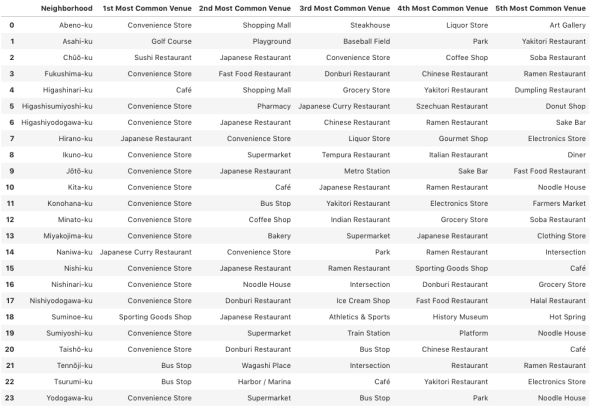 Neighborhood 1st Most Common Venue 2nd Most Common Venue 3rd Most Common Venue 4th Most Common Venue 5th Most Common Venue
0 Abeno-ku Convenience Store Shopping Mall Steakhouse Liquor Store Art Gallery
1 Asahi-ku Golf Course Playground Baseball Field Park Yakitori Restaurant
2 Chūō-ku Sushi Restaurant Japanese Restaurant Convenience Store Coffee Shop Soba Restaurant
3 Fukushima-ku Convenience Store Fast Food Restaurant Donburi Restaurant Chinese Restaurant Ramen Restaurant
4 Higashinari-ku Café Shopping Mall Grocery Store Yakitori Restaurant Dumpling Restaurant
5 Higashisumiyoshi-ku Convenience Store Pharmacy Japanese Curry Restaurant Szechuan Restaurant Donut Shop
6 Higashiyodogawa-ku Convenience Store Japanese Restaurant Chinese Restaurant Ramen Restaurant Sake Bar
7 Hirano-ku Japanese Restaurant Convenience Store Liquor Store Gourmet Shop Electronics Store
8 Ikuno-ku Convenience Store Supermarket Tempura Restaurant Italian Restaurant Diner
9 Jōtō-ku Convenience Store Japanese Restaurant Metro Station Sake Bar Fast Food Restaurant
10 Kita-ku Convenience Store Café Japanese Restaurant Ramen Restaurant Noodle House
11 Konohana-ku Convenience Store Bus Stop Yakitori Restaurant Electronics Store Farmers Market
12 Minato-ku Convenience Store Coffee Shop Indian Restaurant Grocery Store Soba Restaurant
13 Miyakojima-ku Convenience Store Bakery Supermarket Japanese Restaurant Clothing Store
14 Naniwa-ku Japanese Curry Restaurant Convenience Store Park Ramen Restaurant Intersection
15 Nishi-ku Convenience Store Japanese Restaurant Ramen Restaurant Sporting Goods Shop Café
16 Nishinari-ku Convenience Store Noodle House Intersection Donburi Restaurant Grocery Store
17 Nishiyodogawa-ku Convenience Store Donburi Restaurant Ice Cream Shop Fast Food Restaurant Halal Restaurant
18 Suminoe-ku Sporting Goods Shop Japanese Restaurant Athletics & Sports History Museum Hot Spring
19 Sumiyoshi-ku Convenience Store Supermarket Train Station Platform Noodle House
20 Taishō-ku Convenience Store Donburi Restaurant Bus Stop Chinese Restaurant Café
21 Tennōji-ku Bus Stop Wagashi Place Intersection Restaurant Ramen Restaurant
22 Tsurumi-ku Bus Stop Harbor / Marina Café Yakitori Restaurant Electronics Store
23 Yodogawa-ku Convenience Store Supermarket Bus Stop Park Noodle House